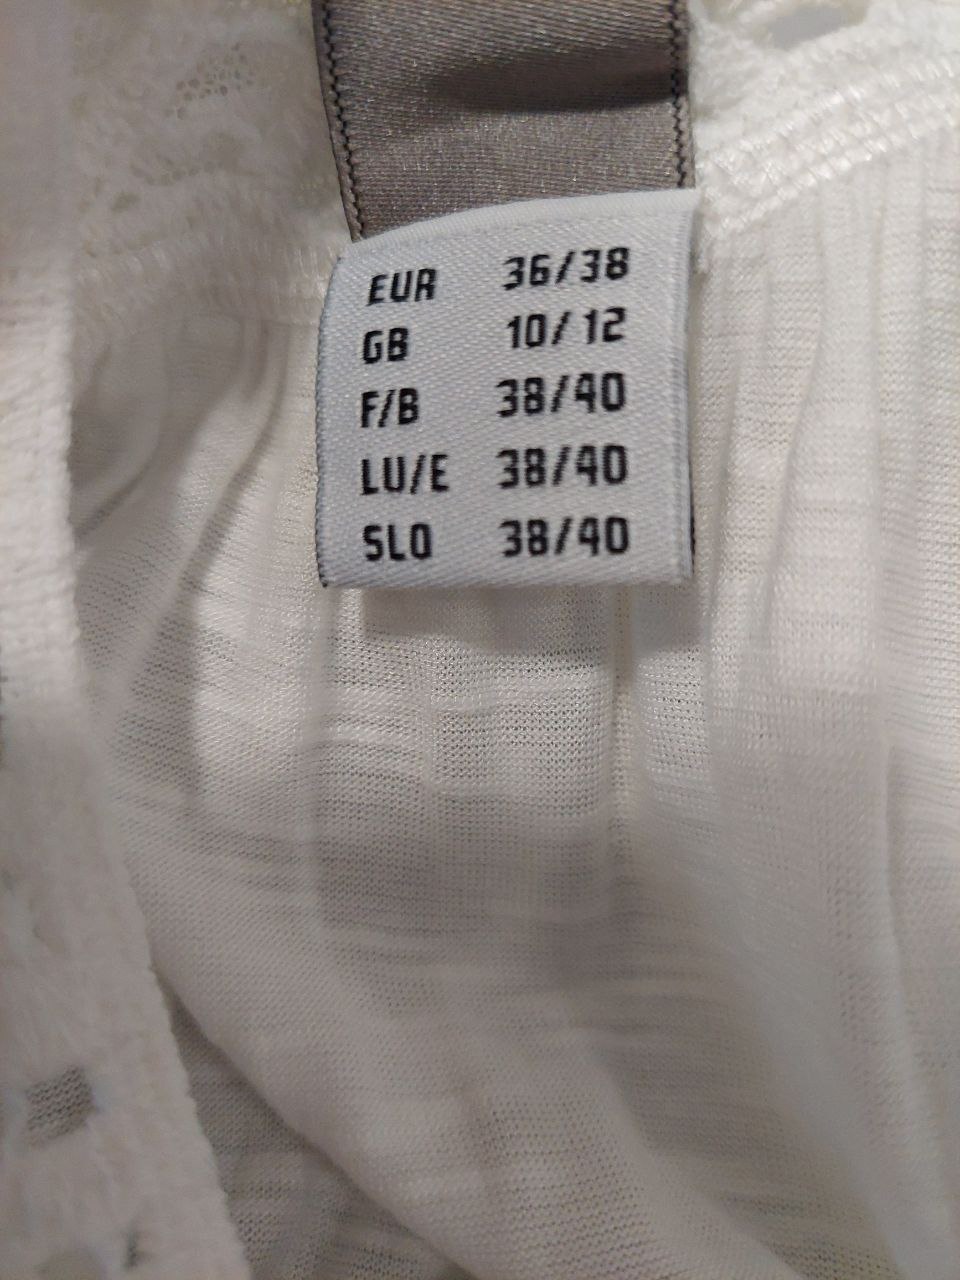 EUR 36/38
GB 10/12
F/B 38/40
LU/E 38/40
SLO 38/40